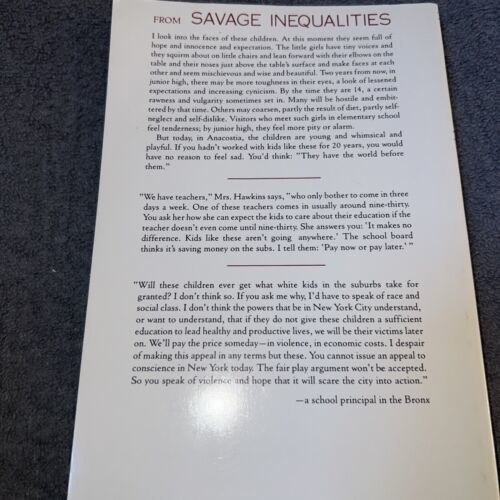 FROM SAVAGE INEQUALITIES
I look into the faces of these children. At this moment they seem full of
hope and innocence and expectation. The little girls have tiny voices and
they squirm about on little chairs and lean forward with their elbows on the
table and their noses just above the table's surface and make faces at each
other and seem mischievous and wise and beautiful. Two years from now, in
junior high, there may be more toughness in their eyes, a look of lessened
expectations and increasing cynicism. By the time they are 14, a certain
rawness and vulgarity sometimes set in. Many will be hostile and embit-
tered by that time. Others may coarsen, partly the result of diet, partly self-
neglect and self-dislike. Visitors who meet such girls in elementary school
feel tenderness; by junior high, they feel more pity or alarm.
But today, in Anacostia, the children are young and whimsical and
playful. If you hadn't worked with kids like these for 20 years, you would
have no reason to feel sad. You'd think: "They have the world before
them."
"We have teachers," Mrs. Hawkins says, "who only bother to come in three
days a week. One of these teachers comes in usually around nine-thirty.
You ask her how she can expect the kids to care about their education if the
teacher doesn't even come until nine-thirty. She answers you: 'It makes no
difference. Kids like these aren't going anywhere.' The school board
thinks it's saving money on the subs. I tell them: 'Pay now or pay later.'"
"Will these children ever get what white kids in the suburbs take for
granted? I don't think so. If you ask me why, I'd have to speak of race and
social class. I don't think the powers that be in New York City understand,
or want to understand, that if they do not give these children a sufficient
education to lead healthy and productive lives, we will be their victims later
on. We'll pay the price someday—in violence, in economic costs. I despair
of making this appeal in any terms but these. You cannot issue an appeal to
conscience in New York today. The fair play argument won't be accepted.
So you speak of violence and hope that it will scare the city into action."
—a school principal in the Bronx